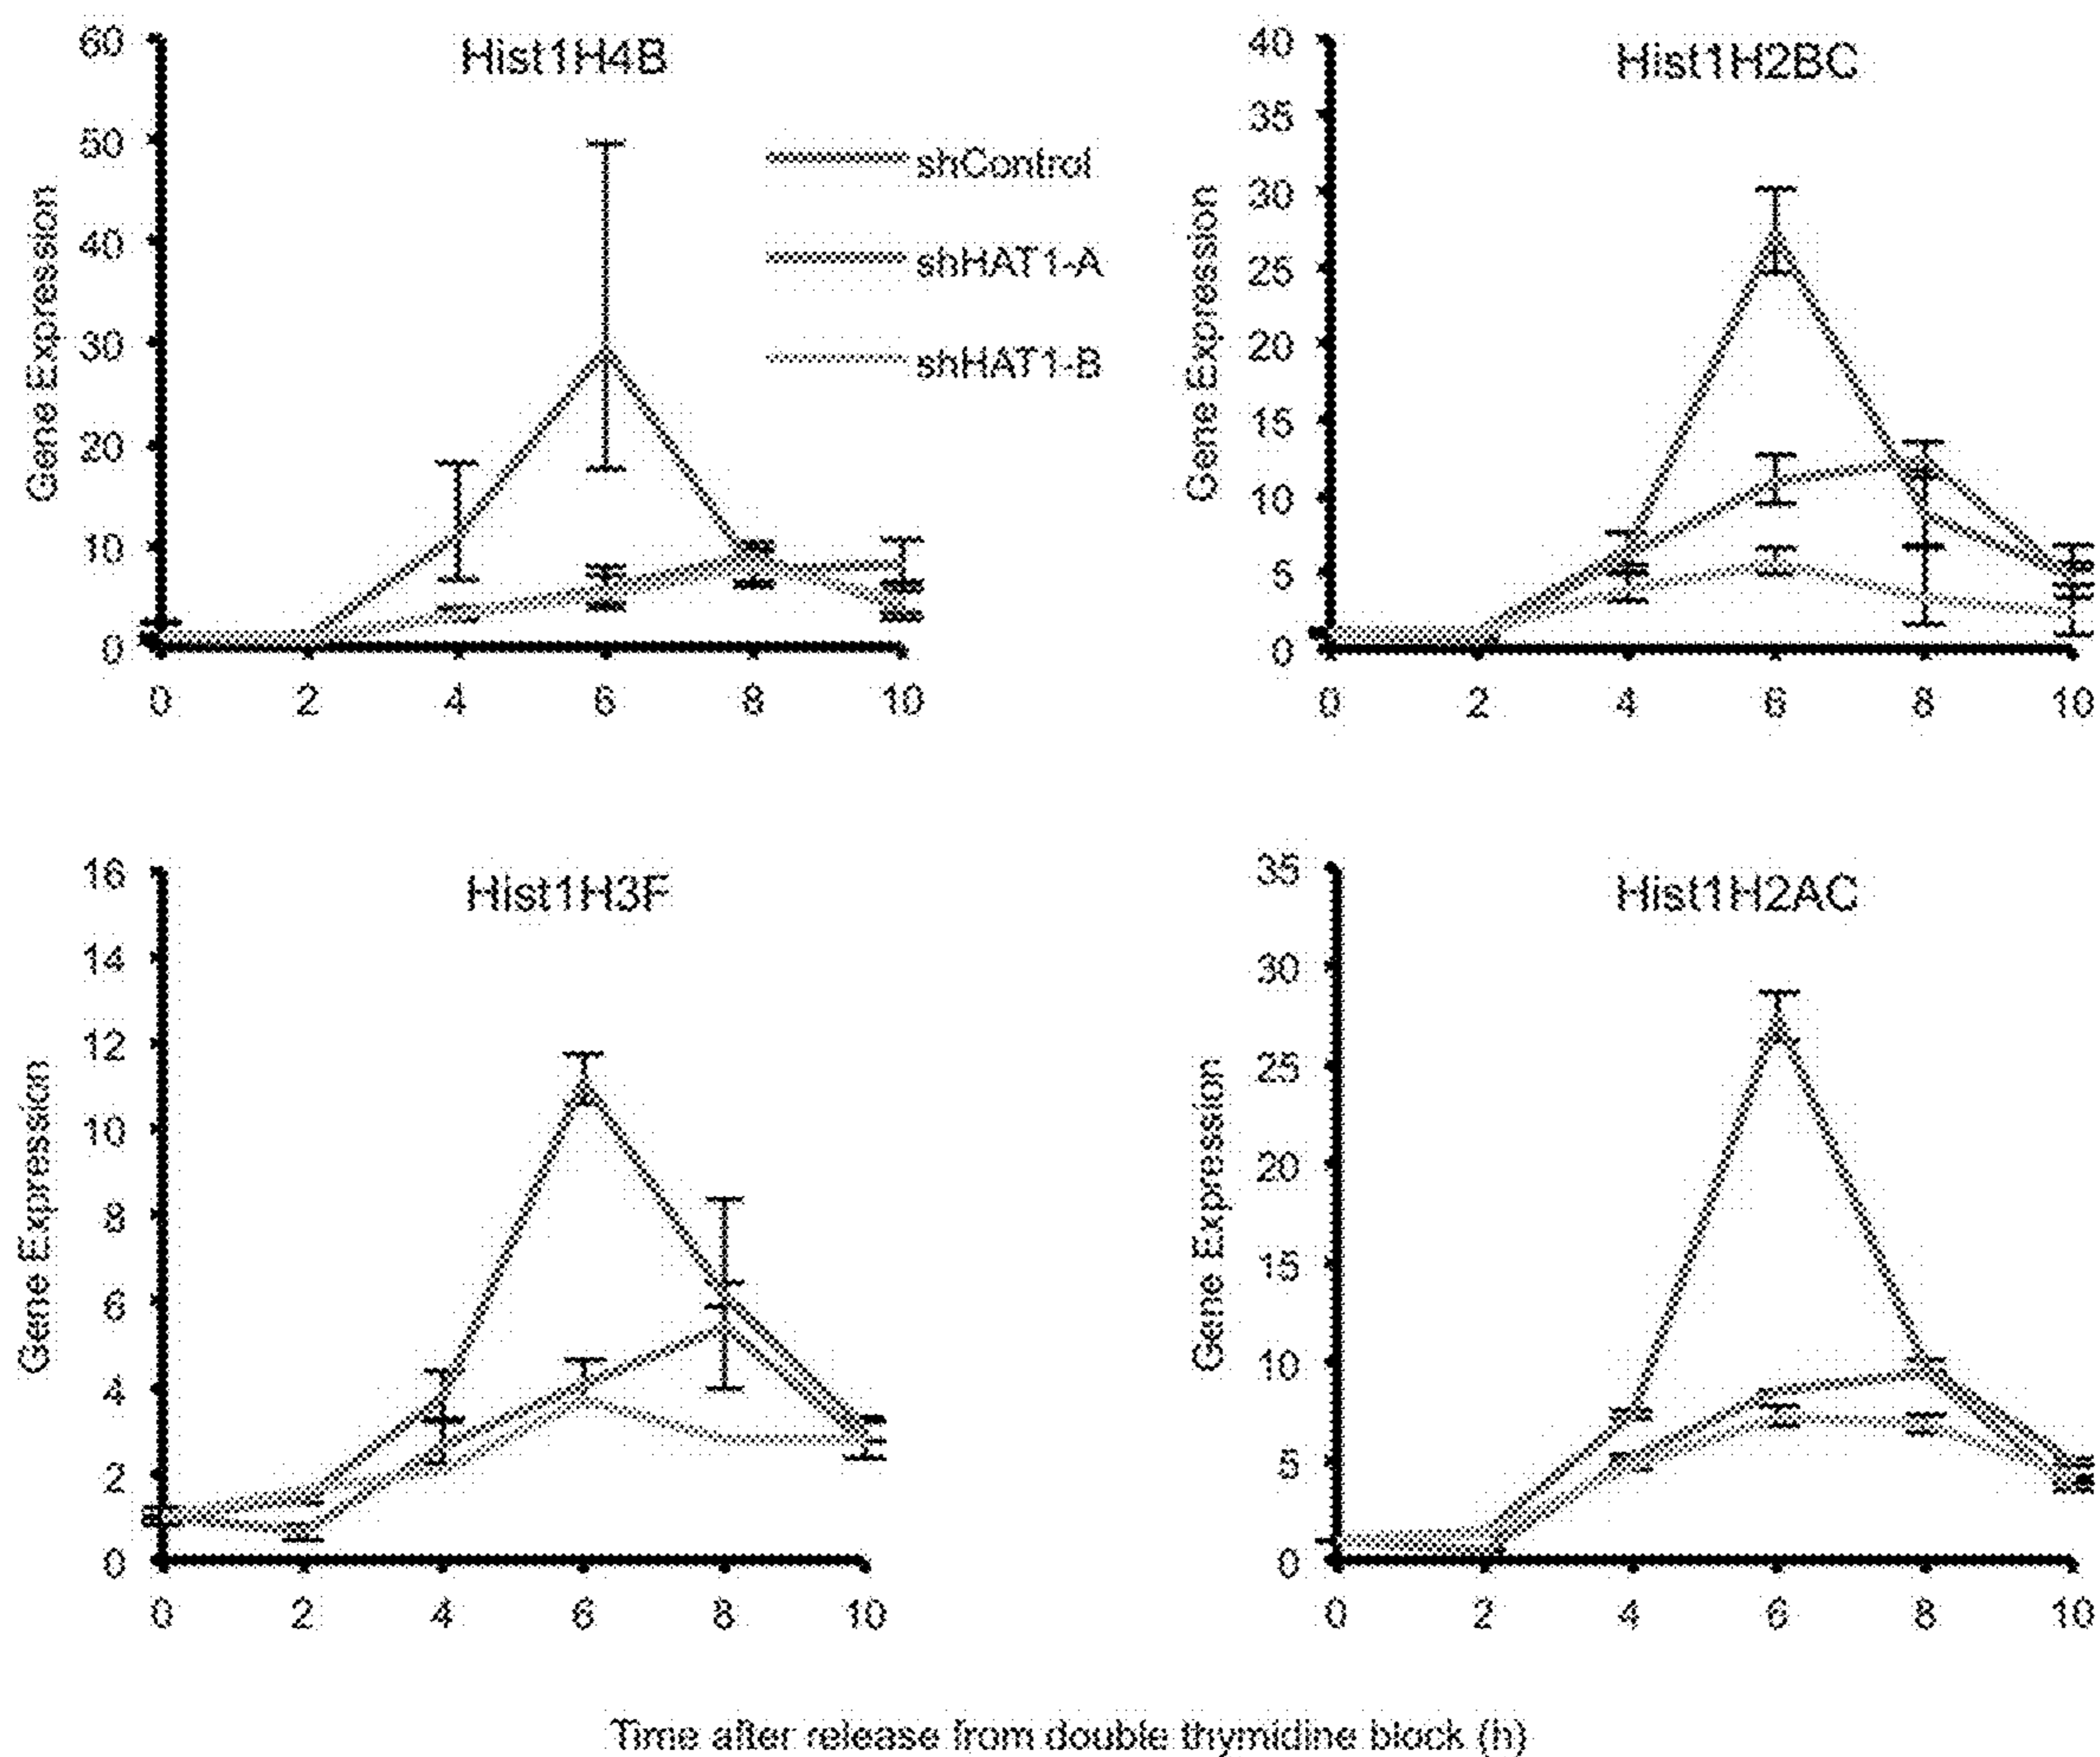 Hist1H4B
Gene Expression
60
50
40
30
20
10
0
0 2 4 6 8 10
shControl
shHAT1-A
shHAT1-B
Hist1H2BC
Gene Expression
40
35
30
25
20
15
10
5
0
0 2 4 6 8 10
Hist1H3F
Gene Expression
16
14
12
10
8
6
4
2
0
0 2 4 6 8 10
Hist1H2AC
Gene Expression
35
30
25
20
15
10
5
0
0 2 4 6 8 10
Time after release from double thymidine block (h)